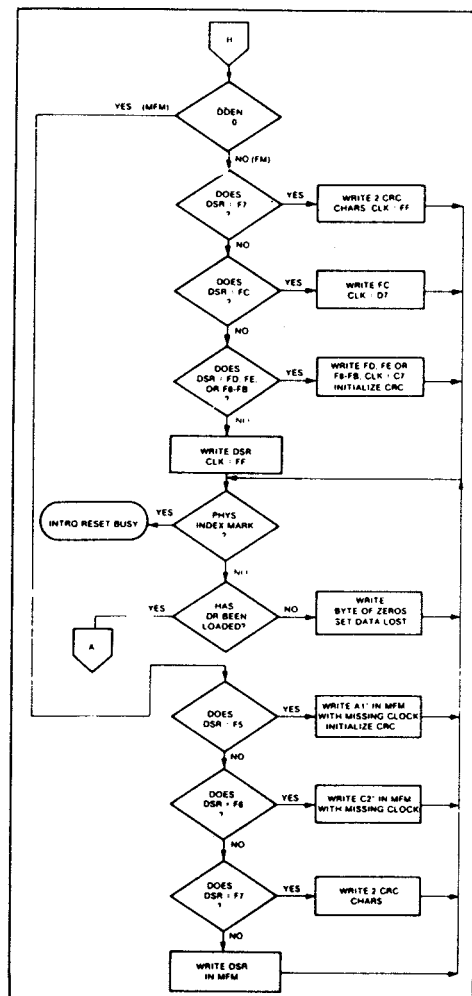 H
YES (MFM)
DDEN
0
NO (FM)
DOES
DSR = F7
?
YES
WRITE 2 CRC
CHARS. CLK = FF
NO
DOES
DSR = FC
?
YES
WRITE FC
CLK = D7
NO
DOES
DSR = FD, FE,
OR F8-FB
?
YES
WRITE FD, FE OR
F8-FB, CLK = C7
INITIALIZE CRC
NO
WRITE DSR
CLK = FF
PHYS
INDEX MARK
?
YES
INTRQ RESET BUSY
NO
HAS
DR BEEN
LOADED?
YES
A
NO
WRITE
BYTE OF ZEROS
SET DATA LOST
DOES
DSR = F5
YES
WRITE A1* IN MFM
WITH MISSING CLOCK
INITIALIZE CRC
NO
DOES
DSR = F6
?
YES
WRITE C2* IN MFM
WITH MISSING CLOCK
NO
DOES
DSR = F7
?
YES
WRITE 2 CRC
CHARS
NO
WRITE DSR
IN MFM